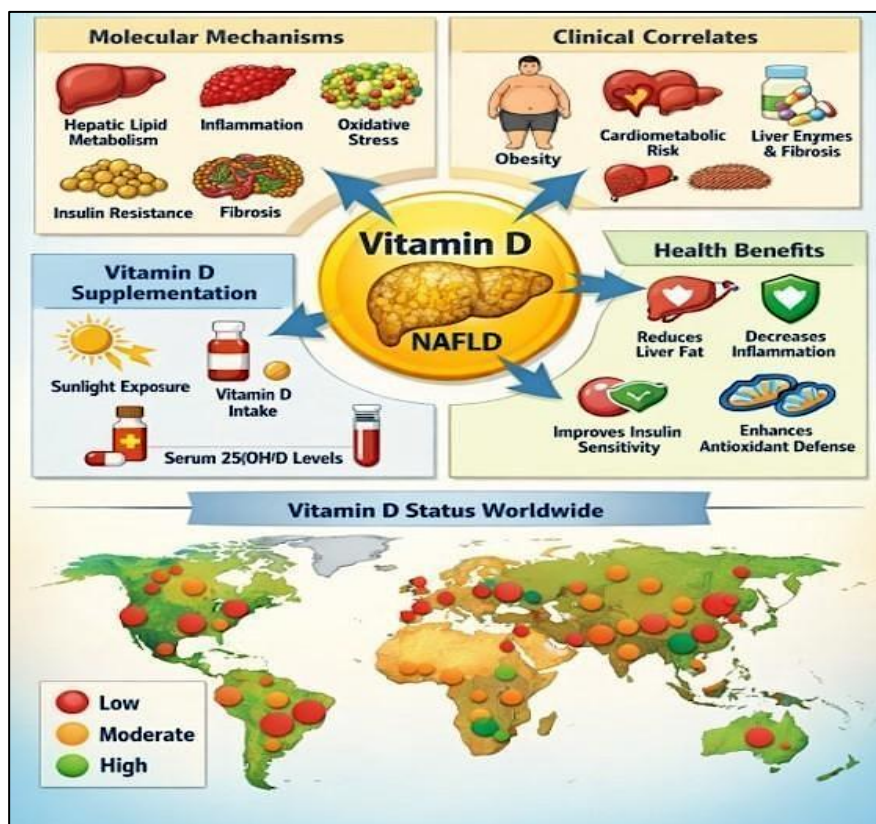 Molecular Mechanisms
Hepatic Lipid
Metabolism
Inflammation
Oxidative
Stress
Insulin Resistance
Fibrosis
Clinical Correlates
Obesity
Cardiometabolic
Risk
Liver Enzymes
& Fibrosis
Vitamin D
NAFLD
Vitamin D
Supplementation
Sunlight Exposure
Vitamin D
Intake
Serum 25(OH/D Levels
Health Benefits
Reduces
Liver Fat
Decreases
Inflammation
Improves Insulin
Sensitivity
Enhances
Antioxidant Defense
Vitamin D Status Worldwide
Low
Moderate
High